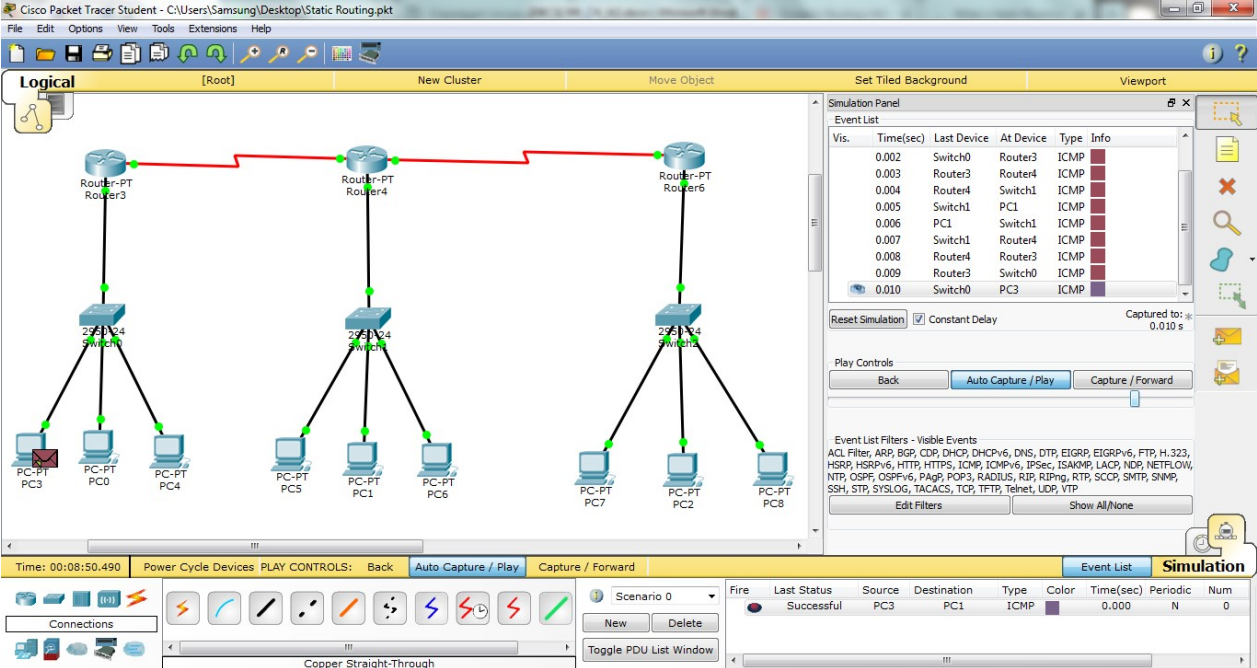 Cisco Packet Tracer Student - C:\Users\Samsung\Desktop\Static Routing.pkt
File Edit Options View Tools Extensions Help
Logical [Root] New Cluster Move Object Set Tiled Background Viewport
Router-PT
Router3
Router-PT
Router4
Router-PT
Router6
2950-24
Switch0
2950-24
Switch1
2950-24
Switch2
PC-PT
PC3
PC-PT
PC0
PC-PT
PC4
PC-PT
PC5
PC-PT
PC1
PC-PT
PC6
PC-PT
PC7
PC-PT
PC2
PC-PT
PC8
Simulation Panel
Event List
Vis. Time(sec) Last Device At Device Type Info
0.002 Switch0 Router3 ICMP
0.003 Router3 Router4 ICMP
0.004 Router4 Switch1 ICMP
0.005 Switch1 PC1 ICMP
0.006 PC1 Switch1 ICMP
0.007 Switch1 Router4 ICMP
0.008 Router4 Router3 ICMP
0.009 Router3 Switch0 ICMP
0.010 Switch0 PC3 ICMP
Reset Simulation Constant Delay Captured to: *
0.010 s
Play Controls
Back Auto Capture / Play Capture / Forward
Event List Filters - Visible Events
ACL Filter, ARP, BGP, CDP, DHCP, DHCPv6, DNS, DTP, EIGRP, EIGRPv6, FTP, H.323,
HSRP, HSRPv6, HTTP, HTTPS, ICMP, ICMPv6, IPSec, ISAKMP, LACP, NDP, NETFLOW,
NTP, OSPF, OSPFv6, PAgP, POP3, RADIUS, RIP, RIPng, RTP, SCCP, SMTP, SNMP,
SSH, STP, SYSLOG, TACACS, TCP, TFTP, Telnet, UDP, VTP
Edit Filters Show All/None
Time: 00:08:50.490 Power Cycle Devices PLAY CONTROLS: Back Auto Capture / Play Capture / Forward Event List Simulation
Connections
Copper Straight-Through
Scenario 0
New Delete
Toggle PDU List Window
Fire Last Status Source Destination Type Color Time(sec) Periodic Num
Successful PC3 PC1 ICMP 0.000 N 0